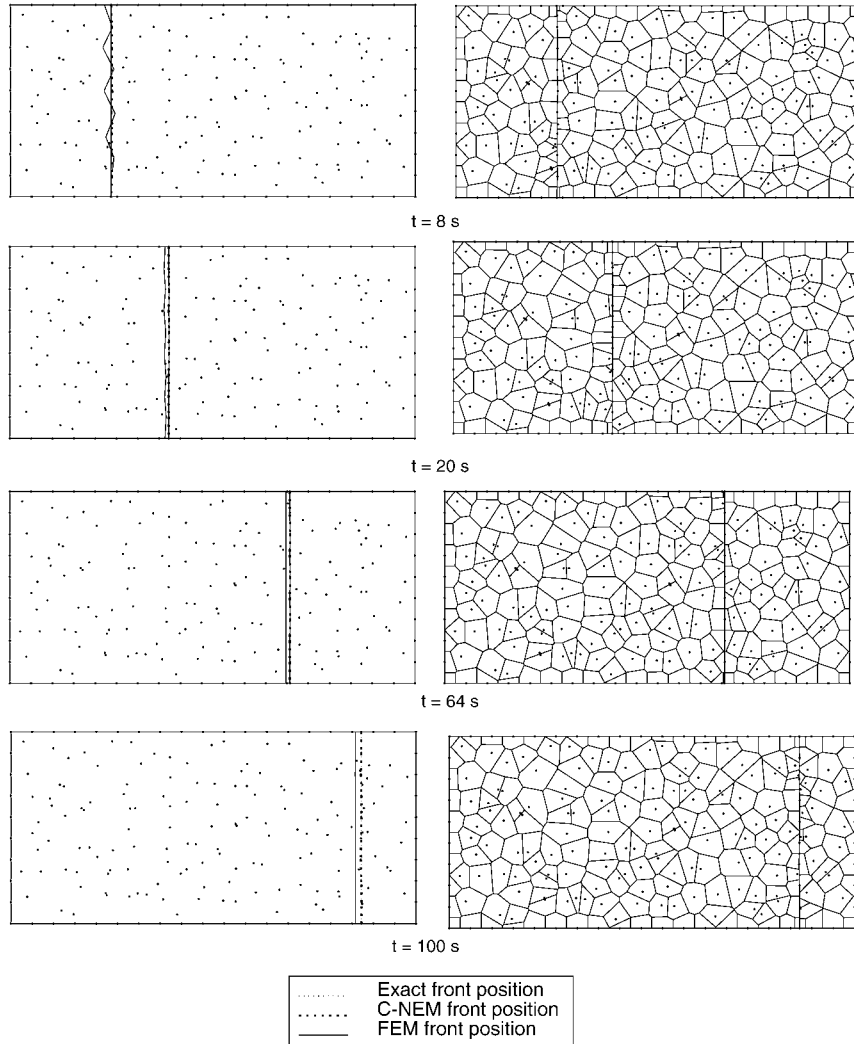 t = 8 s
t = 20 s
t = 64 s
t = 100 s
Exact front position
C-NEM front position
FEM front position